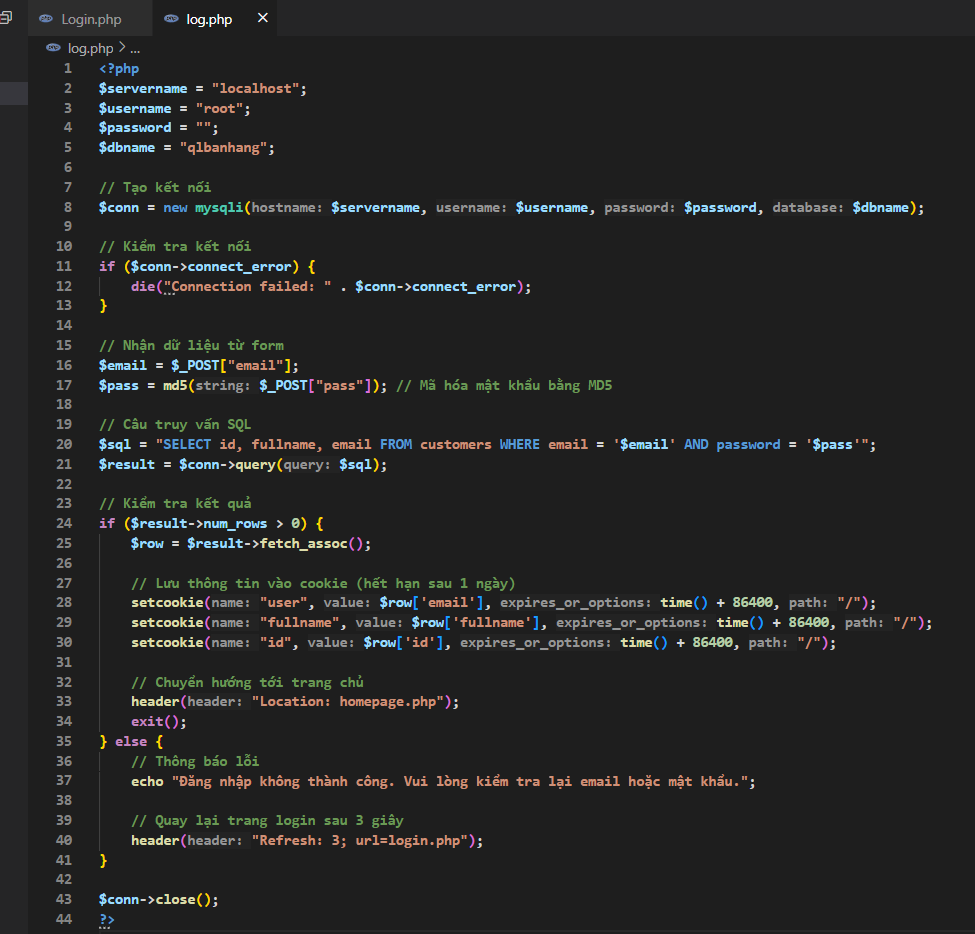 Login.php log.php
log.php > ...
1 <?php
2 $servername = "localhost";
3 $username = "root";
4 $password = "";
5 $dbname = "qlbanhang";
6
7 // Tạo kết nối
8 $conn = new mysqli(hostname: $servername, username: $username, password: $password, database: $dbname);
9
10 // Kiểm tra kết nối
11 if ($conn->connect_error) {
12 die("Connection failed: " . $conn->connect_error);
13 }
14
15 // Nhận dữ liệu từ form
16 $email = $_POST["email"];
17 $pass = md5(string: $_POST["pass"]); // Mã hóa mật khẩu bằng MD5
18
19 // Câu truy vấn SQL
20 $sql = "SELECT id, fullname, email FROM customers WHERE email = '$email' AND password = '$pass'";
21 $result = $conn->query(query: $sql);
22
23 // Kiểm tra kết quả
24 if ($result->num_rows > 0) {
25 $row = $result->fetch_assoc();
26
27 // Lưu thông tin vào cookie (hết hạn sau 1 ngày)
28 setcookie(name: "user", value: $row['email'], expires_or_options: time() + 86400, path: "/");
29 setcookie(name: "fullname", value: $row['fullname'], expires_or_options: time() + 86400, path: "/");
30 setcookie(name: "id", value: $row['id'], expires_or_options: time() + 86400, path: "/");
31
32 // Chuyển hướng tới trang chủ
33 header(header: "Location: homepage.php");
34 exit();
35 } else {
36 // Thông báo lỗi
37 echo "Đăng nhập không thành công. Vui lòng kiểm tra lại email hoặc mật khẩu.";
38
39 // Quay lại trang login sau 3 giây
40 header(header: "Refresh: 3; url=login.php");
41 }
42
43 $conn->close();
44 ?>